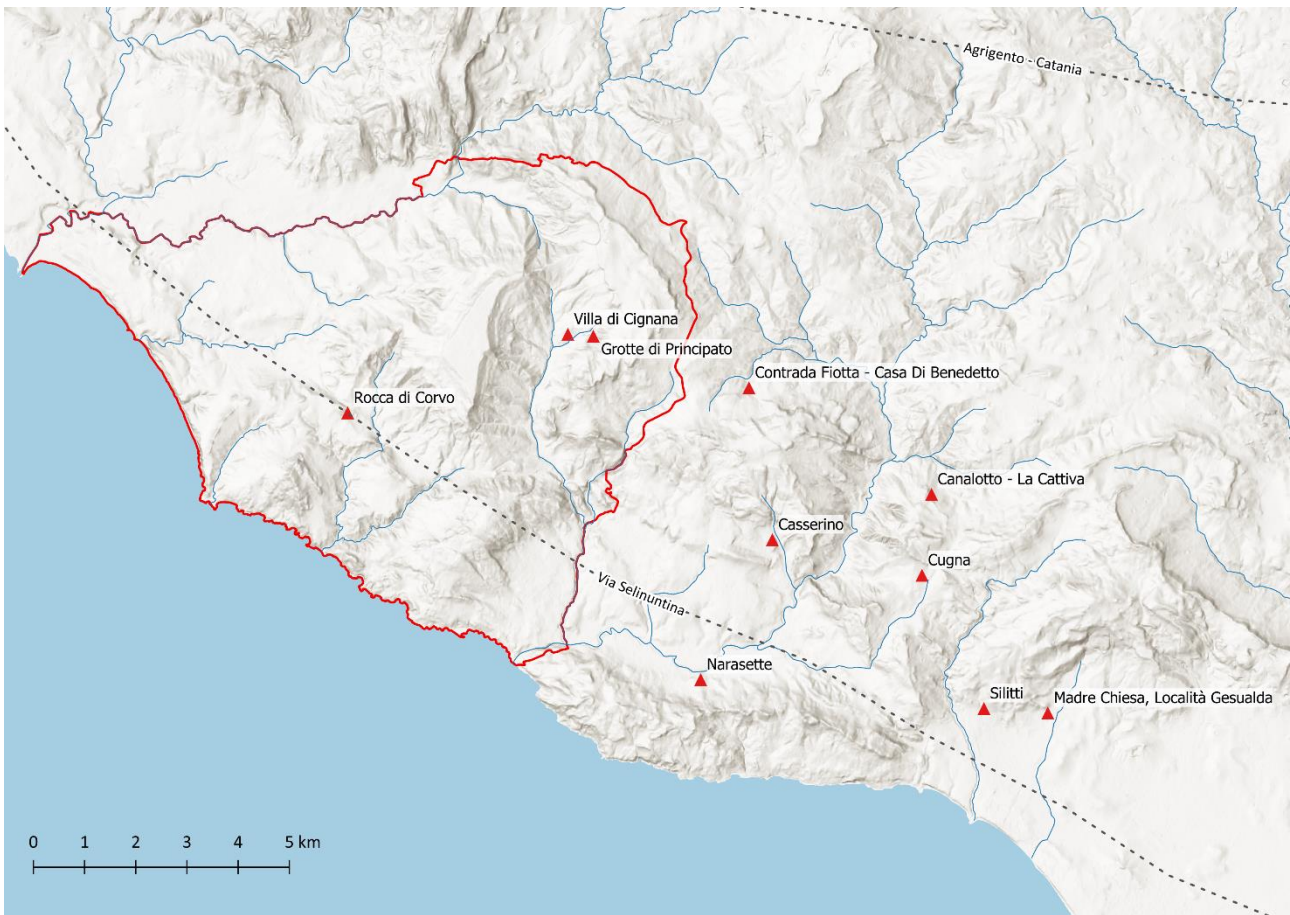 Agrigento - Catania
Villa di Cignana
Grotte di Principato
Contrada Fiotta - Casa Di Benedetto
Rocca di Corvo
Canalotto - La Cattiva
Casserino
Cugna
Via Selinuntina
Narasette
Silitti
Madre Chiesa, Località Gesualda
0 1 2 3 4 5 km